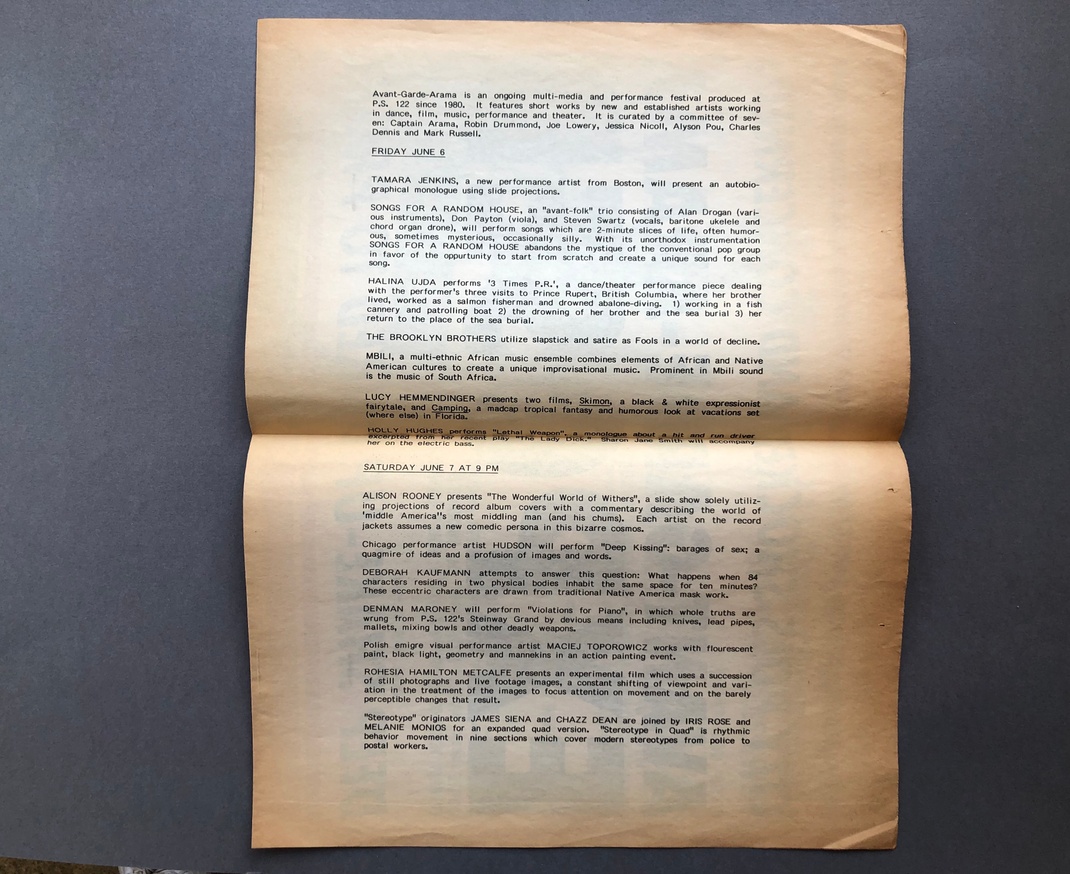 Avant-Garde-Arama is an ongoing multi-media and performance festival produced at
P.S. 122 since 1980. It features short works by new and established artists working
in dance, film, music, performance and theater. It is curated by a committee of sev-
en: Captain Arama, Robin Drummond, Joe Lowery, Jessica Nicoll, Alyson Pou, Charles
Dennis and Mark Russell.
FRIDAY JUNE 6
TAMARA JENKINS, a new performance artist from Boston, will present an autobio-
graphical monologue using slide projections.
SONGS FOR A RANDOM HOUSE, an "avant-folk" trio consisting of Alan Drogan (vari-
ous instruments), Don Payton (viola), and Steven Swartz (vocals, baritone ukelele and
chord organ drone), will perform songs which are 2-minute slices of life, often humor-
ous, sometimes mysterious, occasionally silly. With its unorthodox instrumentation
SONGS FOR A RANDOM HOUSE abandons the mystique of the conventional pop group
in favor of the oppurtunity to start from scratch and create a unique sound for each
song.
HALINA UJDA performs '3 Times P.R.', a dance/theater performance piece dealing
with the performer's three visits to Prince Rupert, British Columbia, where her brother
lived, worked as a salmon fisherman and drowned abalone-diving. 1) working in a fish
cannery and patrolling boat 2) the drowning of her brother and the sea burial 3) her
return to the place of the sea burial.
THE BROOKLYN BROTHERS utilize slapstick and satire as Fools in a world of decline.
MBILI, a multi-ethnic African music ensemble combines elements of African and Native
American cultures to create a unique improvisational music. Prominent in Mbili sound
is the music of South Africa.
LUCY HEMMENDINGER presents two films, Skimon, a black & white expressionist
fairytale, and Camping, a madcap tropical fantasy and humorous look at vacations set
(where else) in Florida.
HOLLY HUGHES performs "Lethal Weapon", a monologue about a hit and run driver
excerpted from her recent play "The Lady Dick." Sharon Jane Smith will accompany
her on the electric bass.
SATURDAY JUNE 7 AT 9 PM
ALISON ROONEY presents "The Wonderful World of Withers", a slide show solely utiliz-
ing projections of record album covers with a commentary describing the world of
'middle America''s most middling man (and his chums). Each artist on the record
jackets assumes a new comedic persona in this bizarre cosmos.
Chicago performance artist HUDSON will perform "Deep Kissing": barages of sex; a
quagmire of ideas and a profusion of images and words.
DEBORAH KAUFMANN attempts to answer this question: What happens when 84
characters residing in two physical bodies inhabit the same space for ten minutes?
These eccentric characters are drawn from traditional Native America mask work.
DENMAN MARONEY will perform "Violations for Piano", in which whole truths are
wrung from P.S. 122's Steinway Grand by devious means including knives, lead pipes,
mallets, mixing bowls and other deadly weapons.
Polish emigre visual performance artist MACIEJ TOPOROWICZ works with flourescent
paint, black light, geometry and mannekins in an action painting event.
ROHESIA HAMILTON METCALFE presents an experimental film which uses a succession
of still photographs and live footage images, a constant shifting of viewpoint and vari-
ation in the treatment of the images to focus attention on movement and on the barely
perceptible changes that result.
"Stereotype" originators JAMES SIENA and CHAZZ DEAN are joined by IRIS ROSE and
MELANIE MONIOS for an expanded quad version. "Stereotype in Quad" is rhythmic
behavior movement in nine sections which cover modern stereotypes from police to
postal workers.